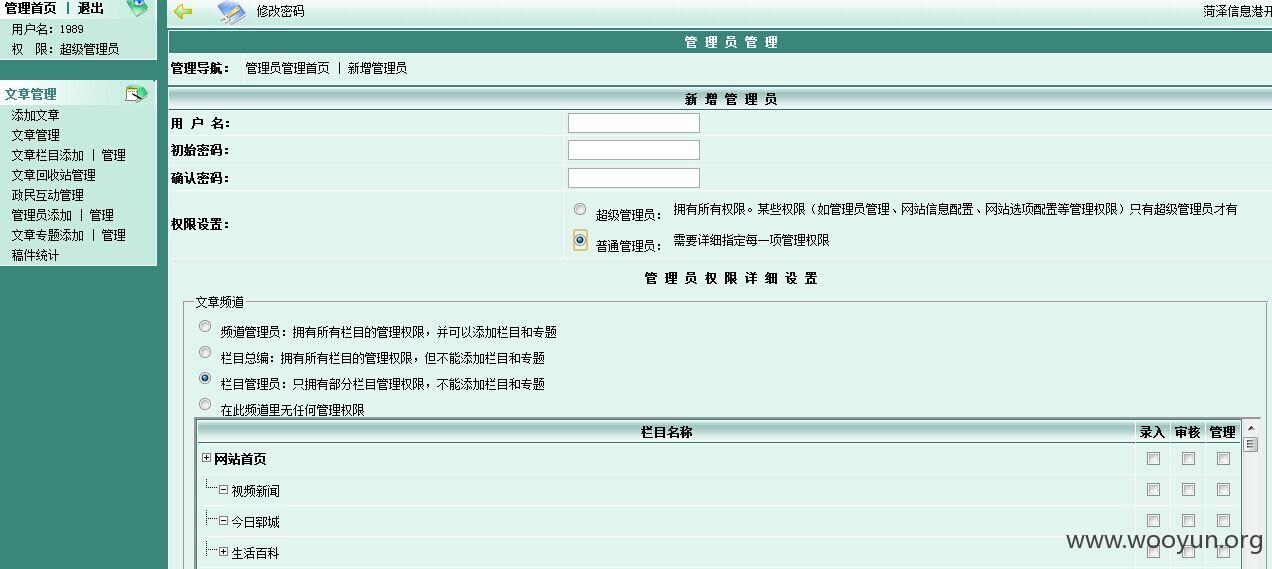 管理首页 | 退出
用户名：1989
权 限：超级管理员
文章管理
添加文章
文章管理
文章栏目添加 | 管理
文章回收站管理
政民互动管理
管理员添加 | 管理
文章专题添加 | 管理
稿件统计
修改密码
菏泽信息港开
管 理 员 管 理
管理导航： 管理员管理首页 | 新增管理员
新 增 管 理 员
用 户 名：
初始密码：
确认密码：
权限设置：
超级管理员： 拥有所有权限。某些权限（如管理员管理、网站信息配置、网站选项配置等管理权限）只有超级管理员才有
普通管理员： 需要详细指定每一项管理权限
管 理 员 权 限 详 细 设 置
文章频道
频道管理员：拥有所有栏目的管理权限，并可以添加栏目和专题
栏目总编：拥有所有栏目的管理权限，但不能添加栏目和专题
栏目管理员：只拥有部分栏目管理权限，不能添加栏目和专题
在此频道里无任何管理权限
栏目名称 录入 审核 管理
网站首页
视频新闻
今日郓城
生活百科
www.wooyun.org